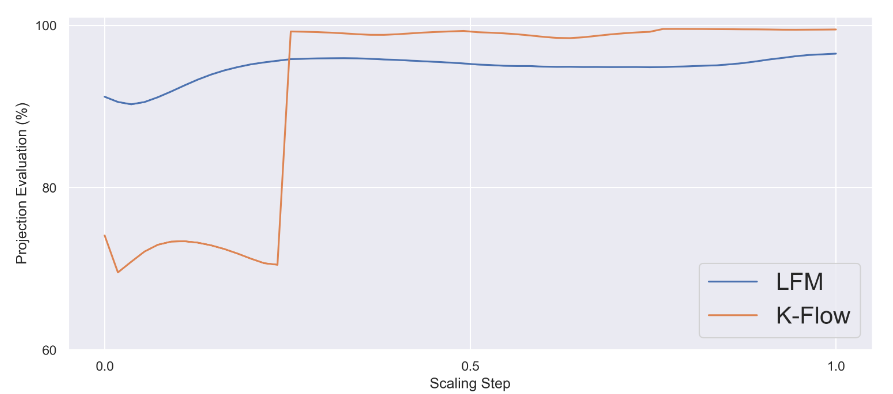 100
80
60
Projection Evaluation (%)
0.0
0.5
1.0
Scaling Step
LFM
K-Flow